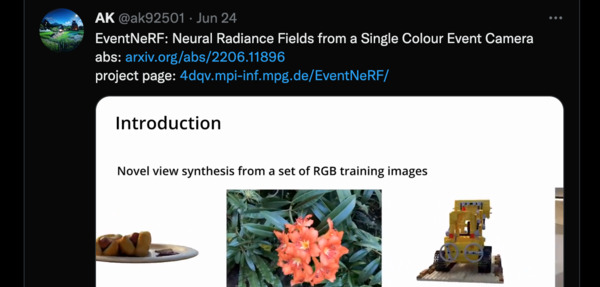 AK @ak92501 · Jun 24
EventNeRF: Neural Radiance Fields from a Single Colour Event Camera
abs: arxiv.org/abs/2206.11896
project page: 4dqv.mpi-inf.mpg.de/EventNeRF/
Introduction
Novel view synthesis from a set of RGB training images